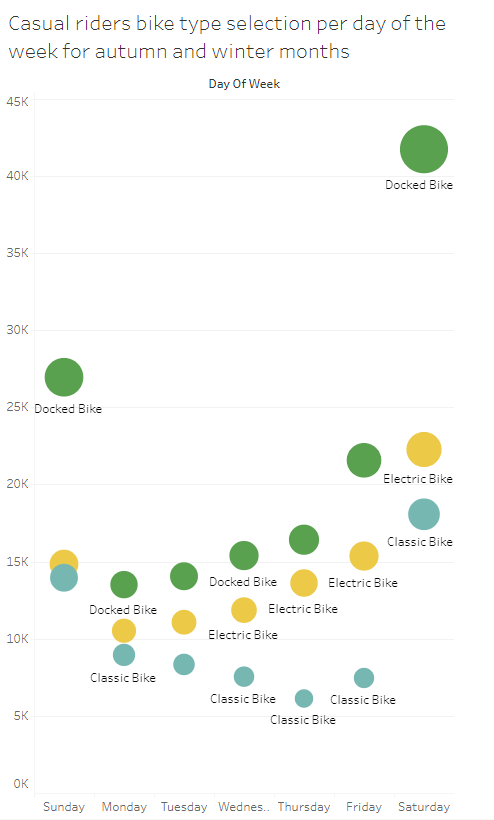 Casual riders bike type selection per day of the
week for autumn and winter months
Day Of Week
45K
Docked Bike
40K
35K
30K
25K
Docked Bike
Electric Bike
20K
Classic Bike
15K
Docked Bike
Electric Bike
Docked Bike
Electric Bike
10K
Electric Bike
Classic Bike
Classic Bike
Classic Bike
Classic Bike
5K
0K
Sunday Monday Tuesday Wednes.. Thursday Friday Saturday